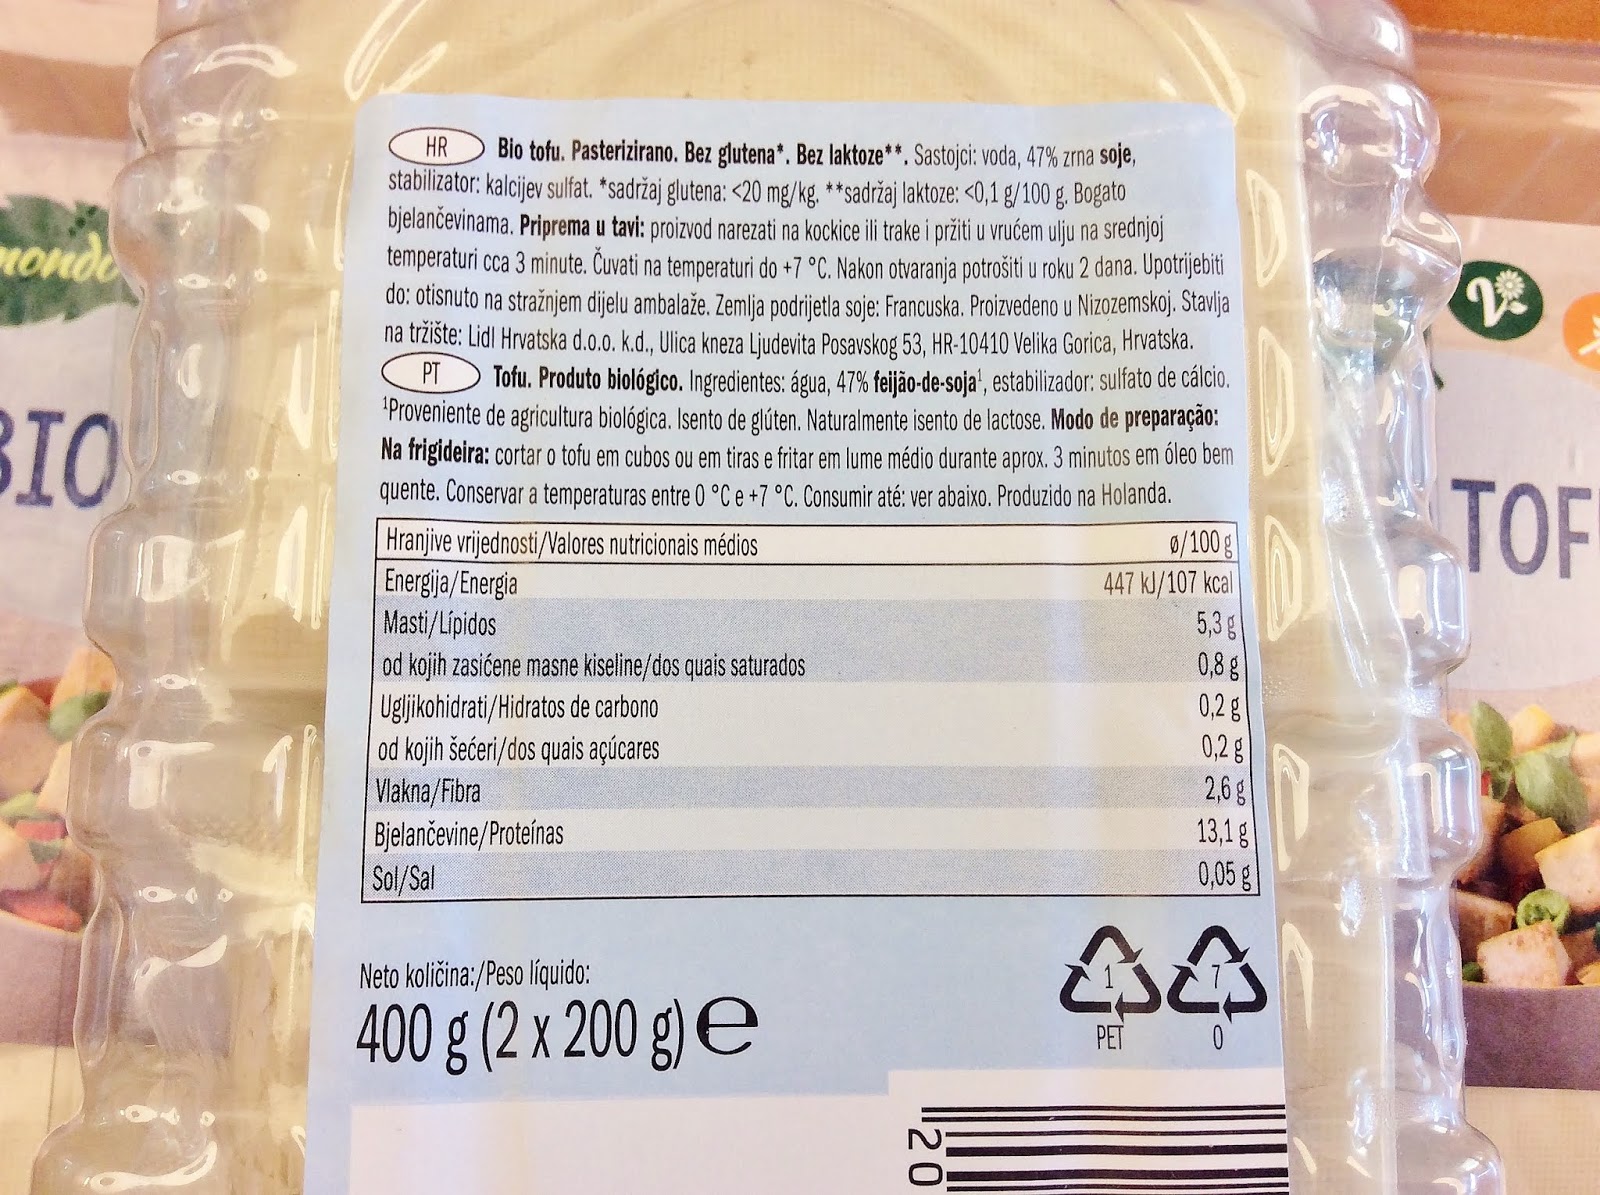 HR Bio tofu. Pasterizirano. Bez glutena*. Bez laktoze**. Sastojci: voda, 47% zrna soje,
stabilizator: kalcijev sulfat. *sadržaj glutena: <20 mg/kg. **sadržaj laktoze: <0,1 g/100 g. Bogato
bjelančevinama. Priprema u tavi: proizvod narezati na kockice ili trake i pržiti u vrućem ulju na srednjoj
temperaturi cca 3 minute. Čuvati na temperaturi do +7 °C. Nakon otvaranja potrošiti u roku 2 dana. Upotrijebiti
do: otisnuto na stražnjem dijelu ambalaže. Zemlja podrijetla soje: Francuska. Proizvedeno u Nizozemskoj. Stavlja
na tržište: Lidl Hrvatska d.o.o. k.d., Ulica kneza Ljudevita Posavskog 53, HR-10410 Velika Gorica, Hrvatska.
PT Tofu. Produto biológico. Ingredientes: água, 47% feijão-de-soja¹, estabilizador: sulfato de cálcio.
¹Proveniente de agricultura biológica. Isento de glúten. Naturalmente isento de lactose. Modo de preparação:
Na frigideira: cortar o tofu em cubos ou em tiras e fritar em lume médio durante aprox. 3 minutos em óleo bem
quente. Conservar a temperaturas entre 0 °C e +7 °C. Consumir até: ver abaixo. Produzido na Holanda.
Hranjive vrijednosti/Valores nutricionais médios ø/100 g
Energija/Energia 447 kJ/107 kcal
Masti/Lípidos 5,3 g
od kojih zasićene masne kiseline/dos quais saturados 0,8 g
Ugljikohidrati/Hidratos de carbono 0,2 g
od kojih šećeri/dos quais açúcares 0,2 g
Vlakna/Fibra 2,6 g
Bjelančevine/Proteínas 13,1 g
Sol/Sal 0,05 g
Neto količina:/Peso líquido:
400 g (2 x 200 g) e
1 7
PET 0
20
mondo
BIO
TOF
V